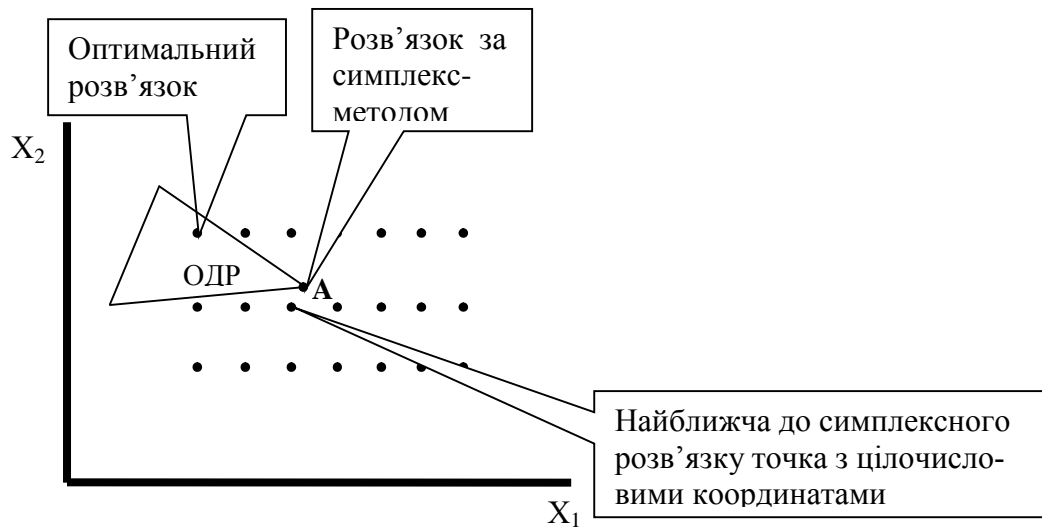 Оптимальний
розв’язок
Розв’язок за
симплекс-
методом
X₂
ОДР
А
Найближча до симплексного
розв’язку точка з цілочисло-
вими координатами
X₁